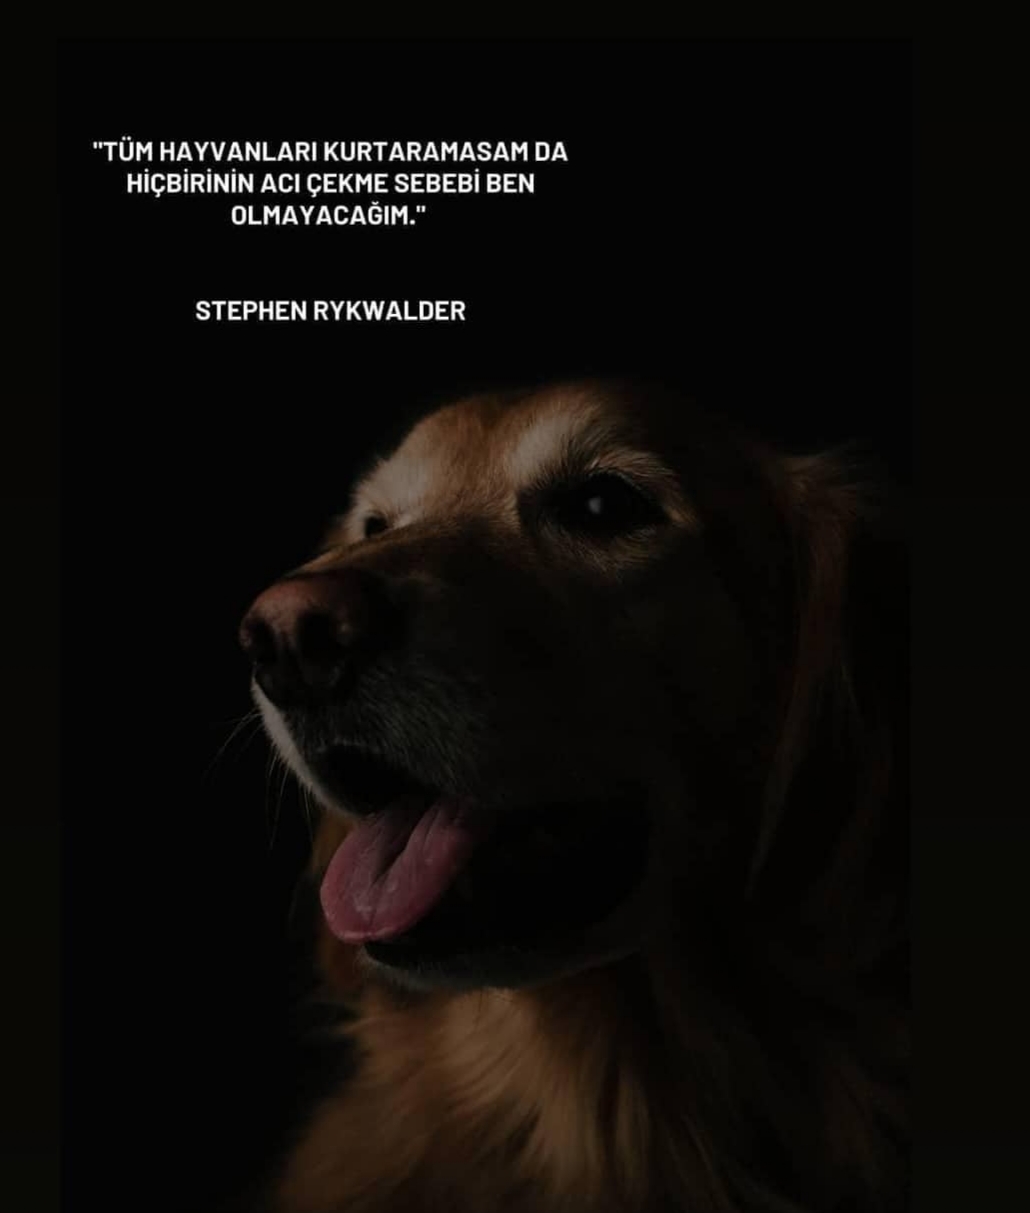 "TÜM HAYVANLARI KURTARAMASAM DA
HİÇBİRİNİN ACI ÇEKME SEBEBİ BEN
OLMAYACAĞIM."
STEPHEN RYKWALDER